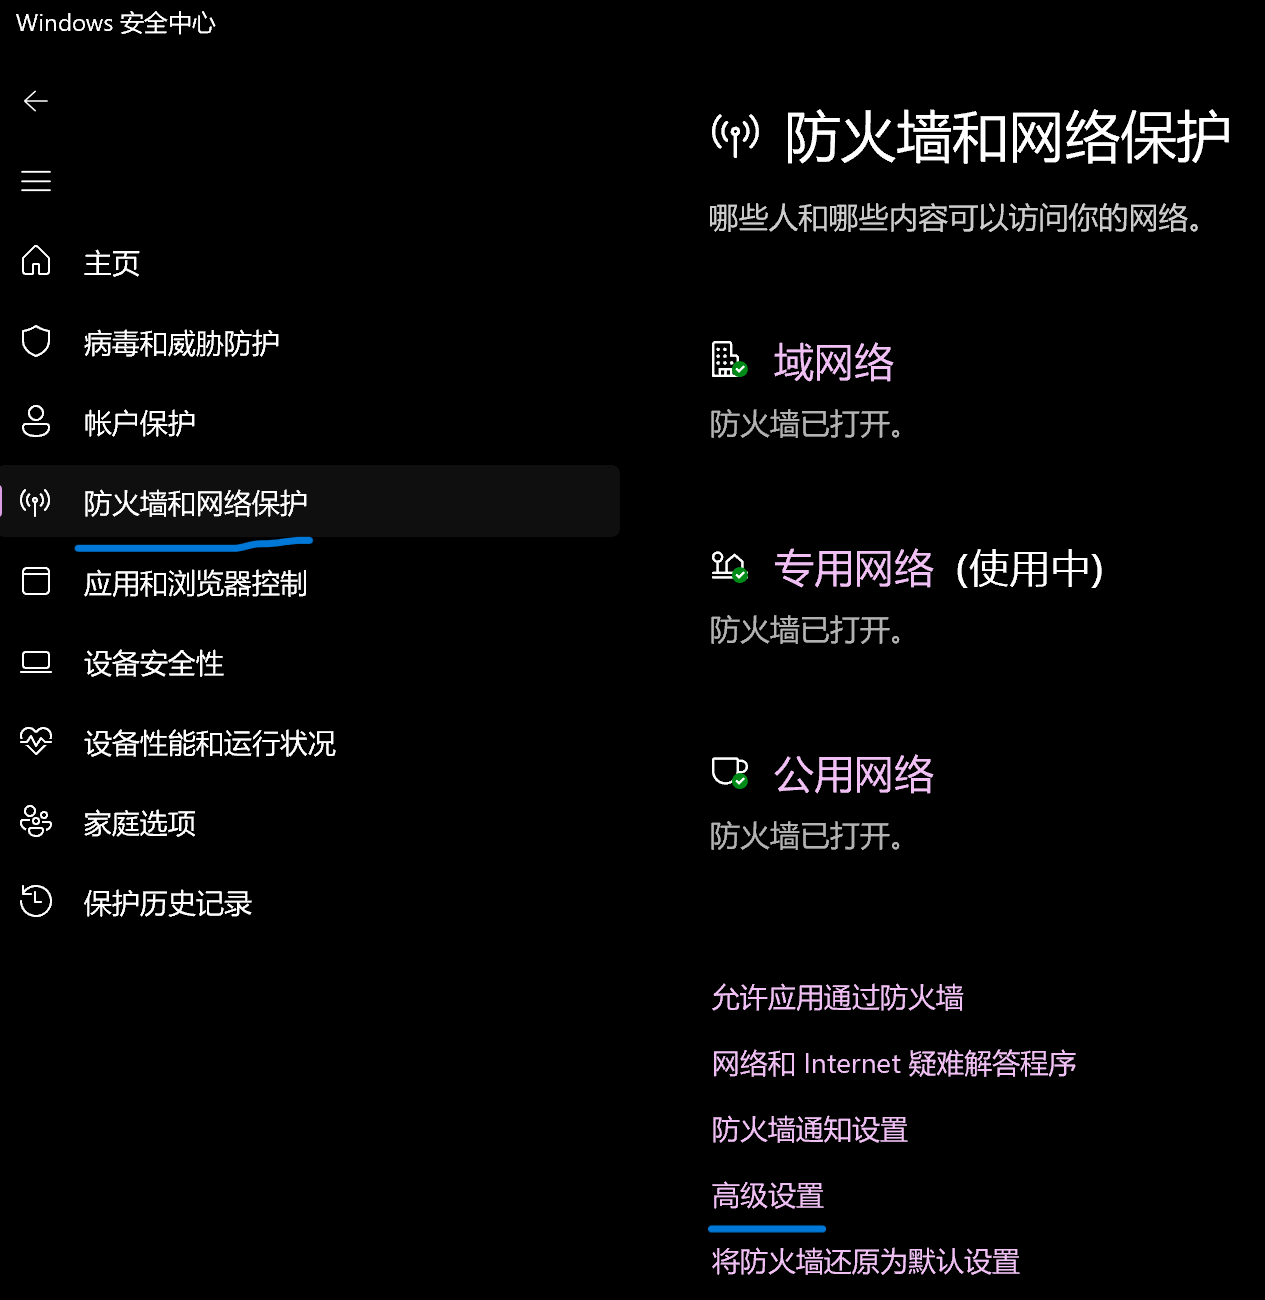 Windows 安全中心
主页
病毒和威胁防护
帐户保护
防火墙和网络保护
应用和浏览器控制
设备安全性
设备性能和运行状况
家庭选项
保护历史记录
防火墙和网络保护
哪些人和哪些内容可以访问你的网络。
域网络
防火墙已打开。
专用网络 (使用中)
防火墙已打开。
公用网络
防火墙已打开。
允许应用通过防火墙
网络和 Internet 疑难解答程序
防火墙通知设置
高级设置
将防火墙还原为默认设置